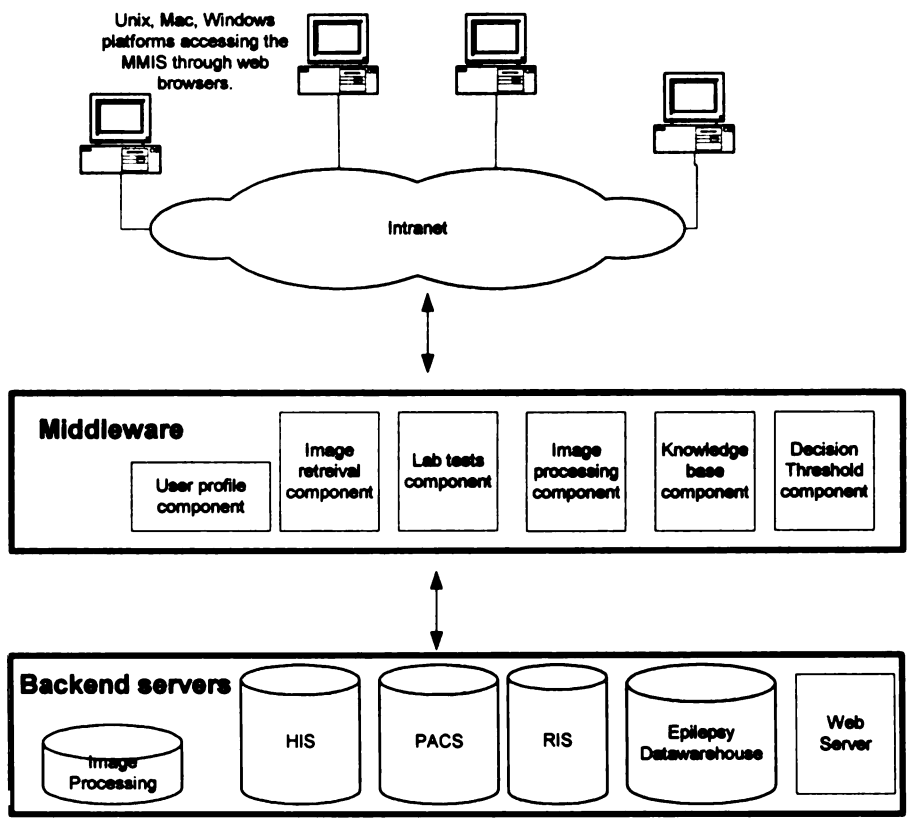 Unix, Mac, Windows
platforms accessing the
MMIS through web
browsers.
Intranet
Middleware
User profile
component
Image
retreival
component
Lab tests
component
Image
processing
component
Knowledge
base
component
Decision
Threshold
component
Backend servers
Image
Processing
HIS
PACS
RIS
Epilepsy
Datawarehouse
Web
Server